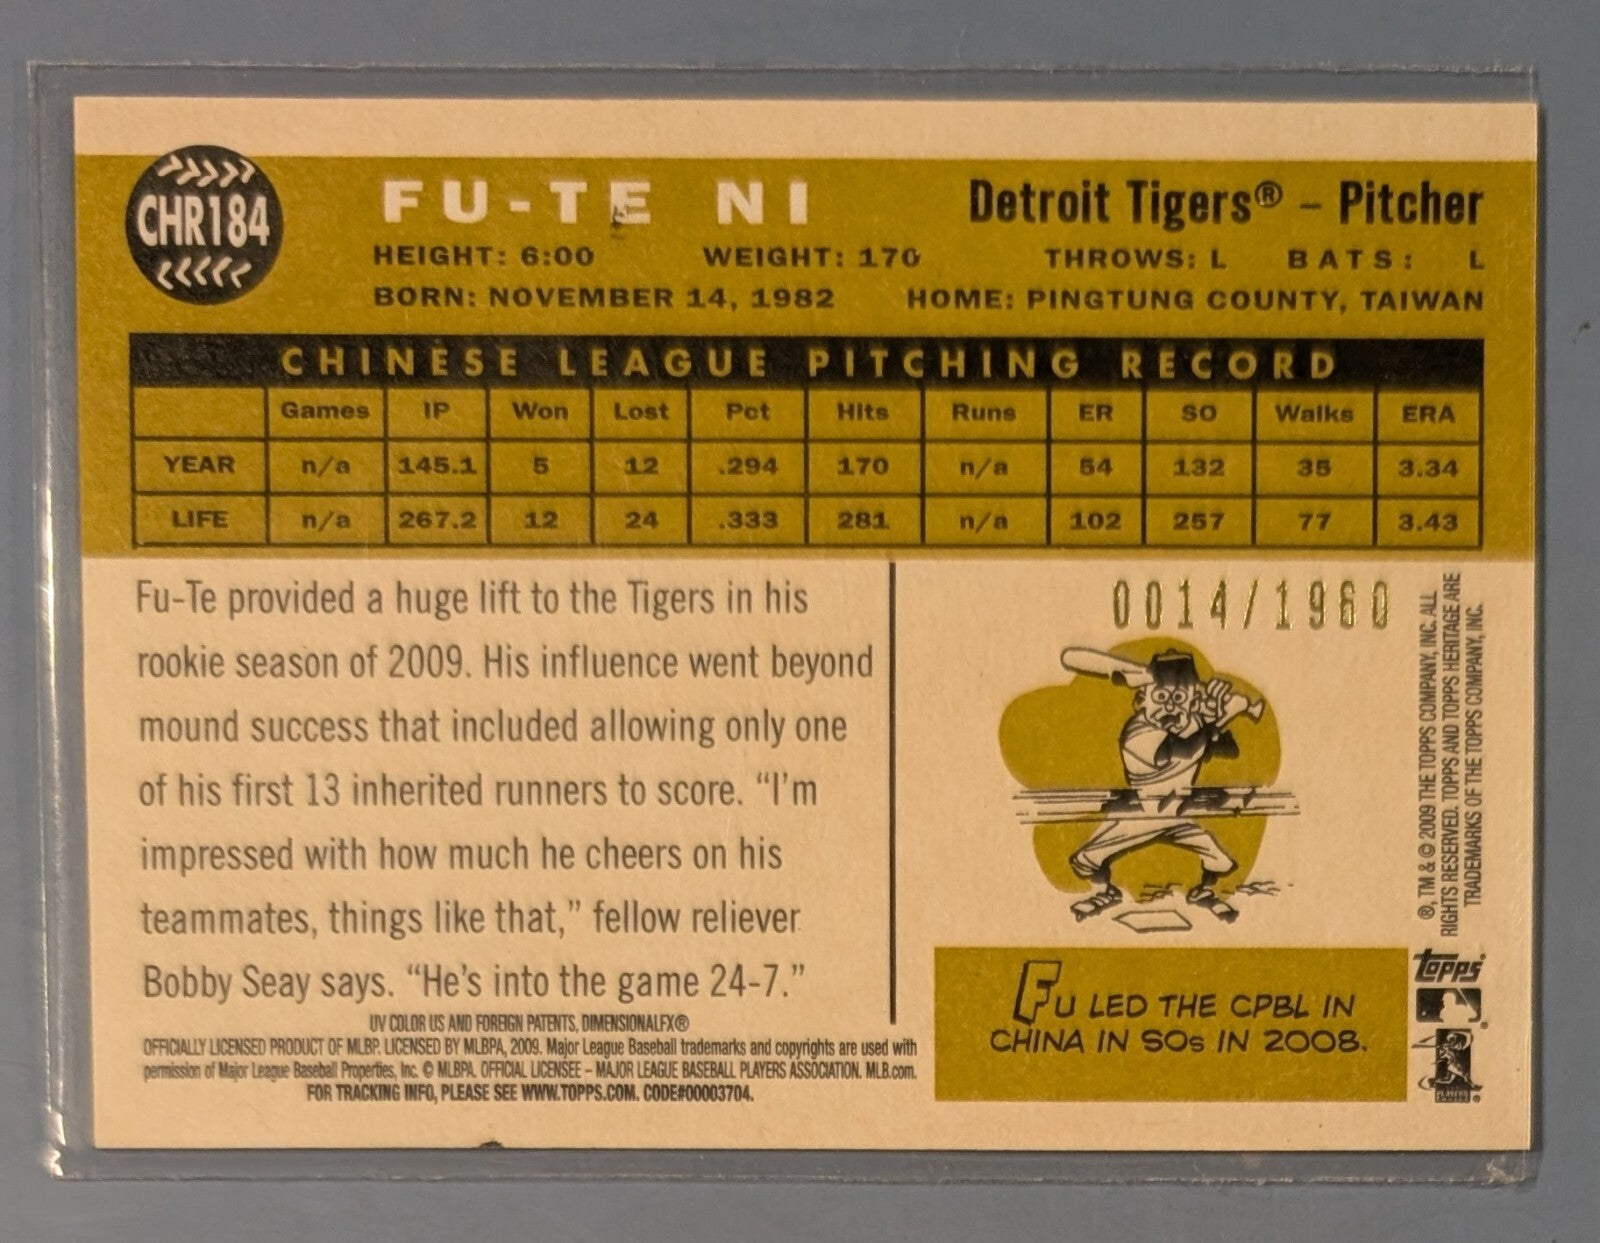 CHR184
FU-TE NI
Detroit Tigers® – Pitcher
HEIGHT: 6:00 WEIGHT: 170 THROWS: L BATS: L
BORN: NOVEMBER 14, 1982 HOME: PINGTUNG COUNTY, TAIWAN
CHINESE LEAGUE PITCHING RECORD
Games IP Won Lost Pct Hits Runs ER SO Walks ERA
YEAR n/a 145.1 5 12 .294 170 n/a 54 132 35 3.34
LIFE n/a 267.2 12 24 .333 281 n/a 102 257 77 3.43
Fu-Te provided a huge lift to the Tigers in his
rookie season of 2009. His influence went beyond
mound success that included allowing only one
of his first 13 inherited runners to score. “I’m
impressed with how much he cheers on his
teammates, things like that,” fellow reliever
Bobby Seay says. “He’s into the game 24-7.”
UV COLOR US AND FOREIGN PATENTS, DIMENSIONALFX®
OFFICIALLY LICENSED PRODUCT OF MLBP. LICENSED BY MLBPA, 2009. Major League Baseball trademarks and copyrights are used with
permission of Major League Baseball Properties, Inc. © MLBPA. OFFICIAL LICENSEE – MAJOR LEAGUE BASEBALL PLAYERS ASSOCIATION. MLB.com.
FOR TRACKING INFO, PLEASE SEE WWW.TOPPS.COM. CODE#00003704.
0014/1960
FU LED THE CPBL IN
CHINA IN SOs IN 2008.
®, TM & © 2009 THE TOPPS COMPANY, INC. ALL
RIGHTS RESERVED. TOPPS AND TOPPS HERITAGE ARE
TRADEMARKS OF THE TOPPS COMPANY, INC.
topps®